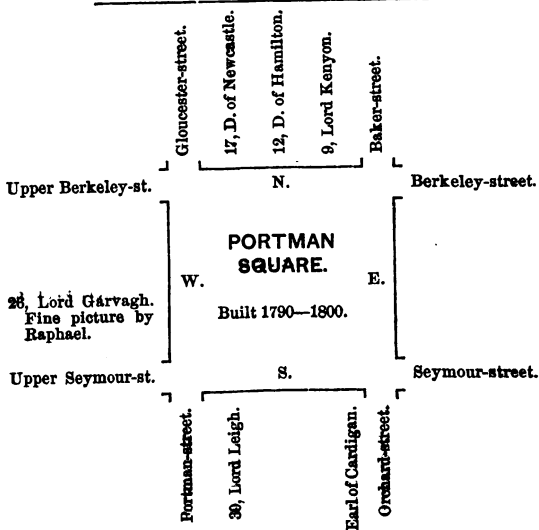 Gloucester-street.
17, D. of Newcastle.
12, D. of Hamilton.
9, Lord Kenyon.
Baker-street.
Upper Berkeley-st.
N.
Berkeley-street.
PORTMAN
SQUARE.
W.
E.
26, Lord Garvagh.
Fine picture by
Raphael.
Built 1790—1800.
Upper Seymour-st.
S.
Seymour-street.
Portman-street.
30, Lord Leigh.
Earl of Cardigan.
Orchard-street.